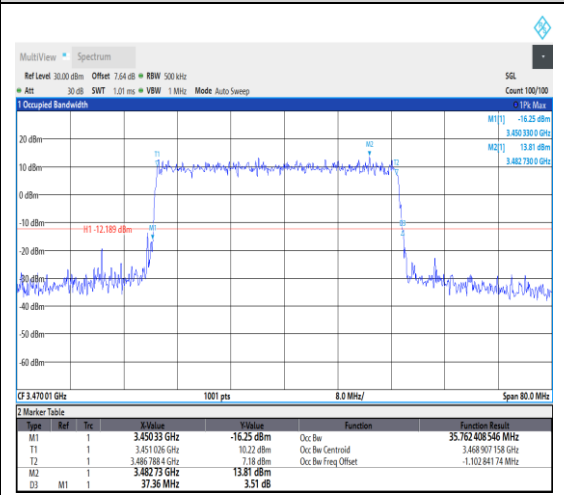 MultiView Spectrum
Ref Level 30.00 dBm Offset 7.64 dB RBW 500 kHz SGL
Att 30 dB SWT 1.01 ms VBW 1 MHz Mode Auto Sweep Count 100/100
1 Occupied Bandwidth 1Pk Max
M1[1] -16.25 dBm
3.450 330 0 GHz
M2[1] 13.81 dBm
3.482 730 0 GHz
20 dBm
M2
T1
T2
10 dBm
0 dBm
-10 dBm
D3
H1 -12.189 dBm
M1
-20 dBm
-30 dBm
-40 dBm
-50 dBm
-60 dBm
CF 3.470 01 GHz 1001 pts 8.0 MHz/ Span 80.0 MHz
2 Marker Table
Type Ref Trc X-Value Y-Value Function Function Result
M1 1 3.450 33 GHz -16.25 dBm Occ Bw 35.762 408 546 MHz
T1 1 3.451 026 GHz 10.22 dBm Occ Bw Centroid 3.468 907 158 GHz
T2 1 3.486 788 4 GHz 7.18 dBm Occ Bw Freq Offset -1.102 841 74 MHz
M2 1 3.482 73 GHz 13.81 dBm
D3 M1 1 37.36 MHz 3.51 dB